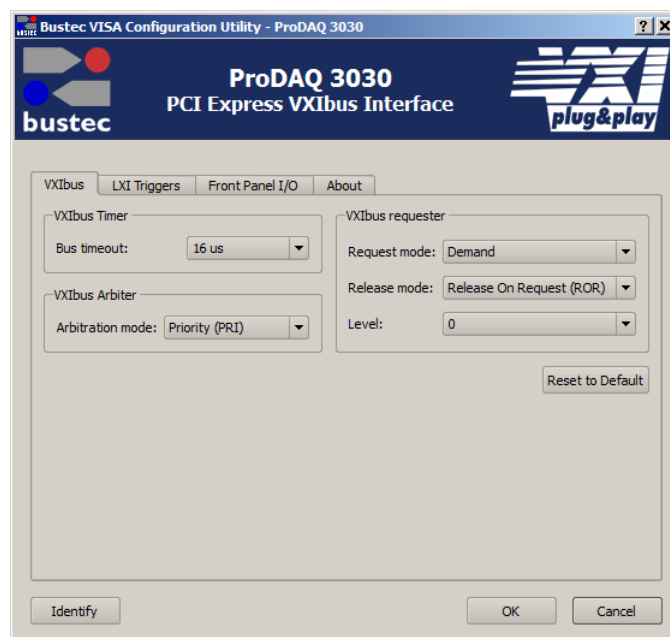 Bustec VISA Configuration Utility - ProDAQ 3030
bustec
ProDAQ 3030
PCI Express VXIbus Interface
VXI
plug&play
VXIbus
LXI Triggers
Front Panel I/O
About
VXIbus Timer
Bus timeout:
16 us
VXIbus Arbiter
Arbitration mode:
Priority (PRI)
VXIbus requester
Request mode:
Demand
Release mode:
Release On Request (ROR)
Level:
0
Reset to Default
Identify
OK
Cancel